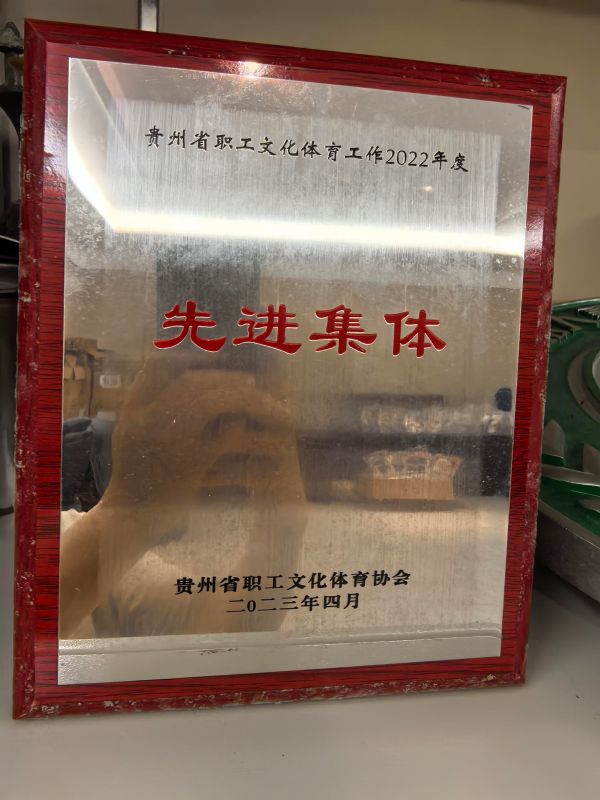 贵州省职工文化体育工作2022年度
先进集体
贵州省职工文化体育协会
二0二三年四月